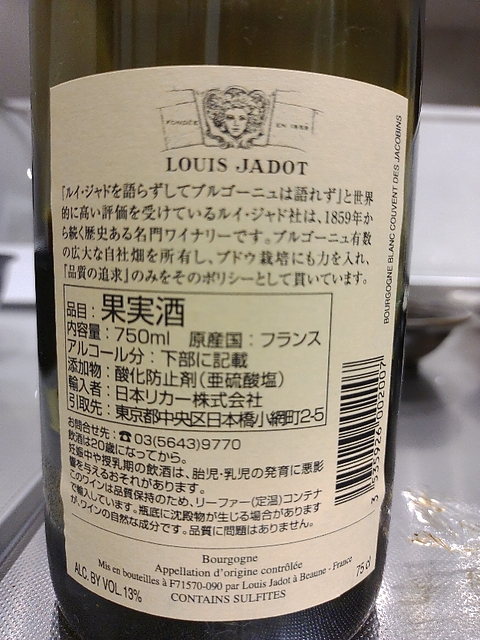 FONDÉE EN 1859
LOUIS JADOT
『ルイ・ジャドを語らずしてブルゴーニュは語れず』と世界
的に高い評価を受けているルイ・ジャド社は、1859年か
ら続く歴史ある名門ワイナリーです。ブルゴーニュ有数
の広大な自社畑を所有し、ブドウ栽培にも力を入れ、
「品質の追求」のみをそのポリシーとして貫いています。
品目：果実酒
内容量：750ml 原産国：フランス
アルコール分：下部に記載
添加物：酸化防止剤（亜硫酸塩）
輸入者：日本リカー株式会社
引取先：東京都中央区日本橋小網町2-5
お問合せ先：☎03(5643)9770
飲酒は20歳になってから。
妊娠中や授乳期の飲酒は、胎児・乳児の発育に悪影
響を与えるおそれがあります。
このワインは品質保持のため、リーファー（定温）コンテナ
で輸入しています。瓶底に沈殿物が生じる場合があります
が、ワインの自然な成分です。品質に問題はありません。
Bourgogne
Appellation d'origine contrôlée
Mis en bouteilles à F71570-090 par Louis Jadot à Beaune - France
CONTAINS SULFITES
ALC. BY VOL. 13%
75 cl
BOURGOGNE BLANC COUVENT DES JACOBINS
3 535926 002007